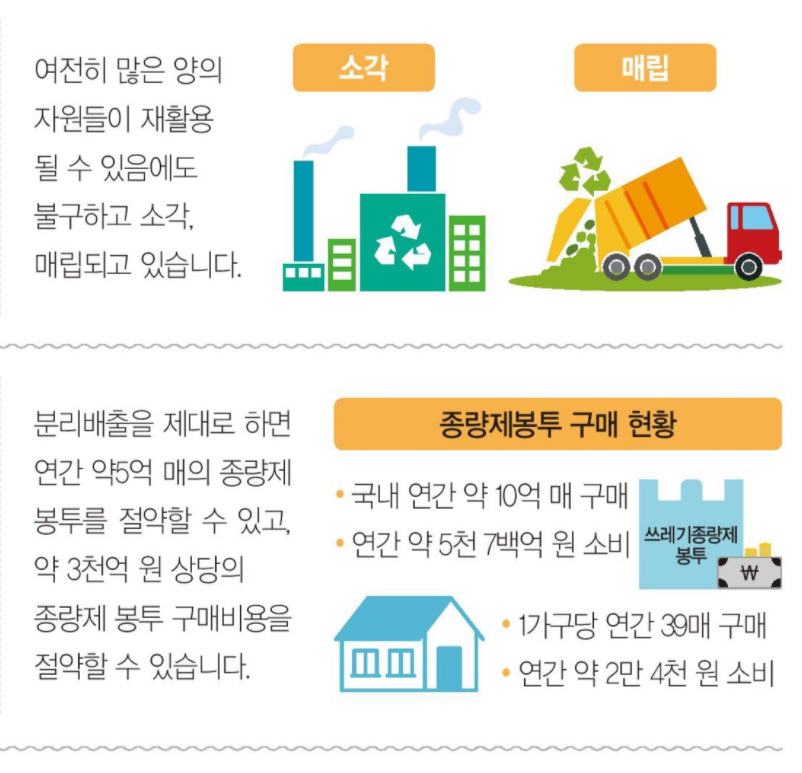 여전히 많은 양의
자원들이 재활용
될 수 있음에도
불구하고 소각,
매립되고 있습니다.
소각
매립
분리배출을 제대로 하면
연간 약5억 매의 종량제
봉투를 절약할 수 있고,
약 3천억 원 상당의
종량제 봉투 구매비용을
절약할 수 있습니다.
종량제봉투 구매 현황
• 국내 연간 약 10억 매 구매
• 연간 약 5천 7백억 원 소비
쓰레기종량제
봉투
₩
• 1가구당 연간 39매 구매
• 연간 약 2만 4천 원 소비